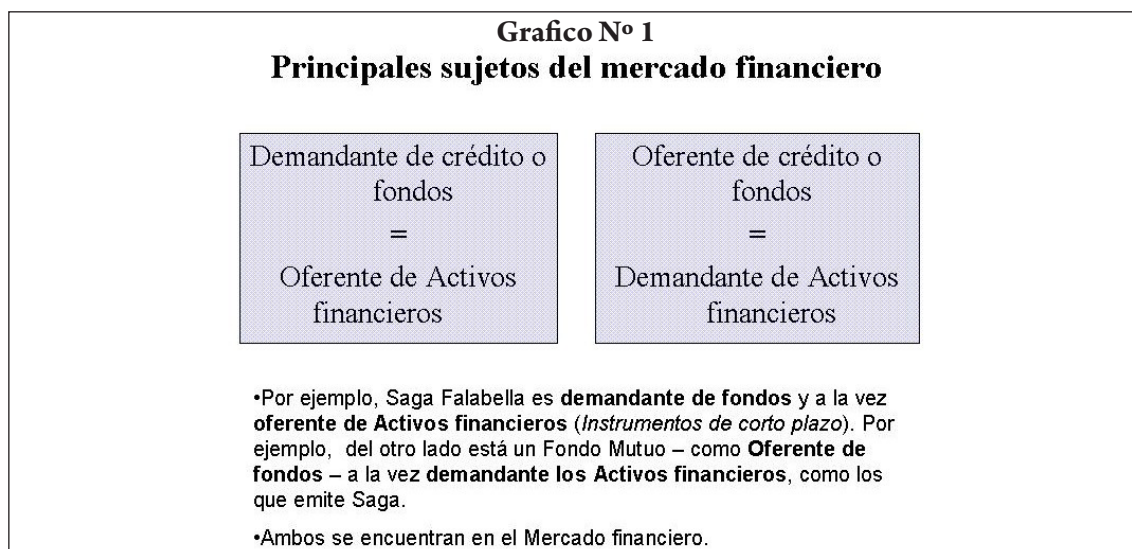 Grafico Nº 1
Principales sujetos del mercado financiero
Demandante de crédito o
fondos
=
Oferente de Activos
financieros
Oferente de crédito o
fondos
=
Demandante de Activos
financieros
•Por ejemplo, Saga Falabella es demandante de fondos y a la vez
oferente de Activos financieros (Instrumentos de corto plazo). Por
ejemplo, del otro lado está un Fondo Mutuo – como Oferente de
fondos – a la vez demandante los Activos financieros, como los
que emite Saga.
•Ambos se encuentran en el Mercado financiero.